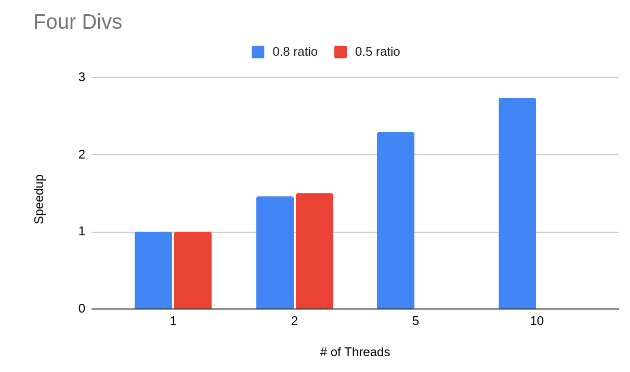 Four Divs
0.8 ratio 0.5 ratio
3
2
1
0
Speedup
1 2 5 10
# of Threads